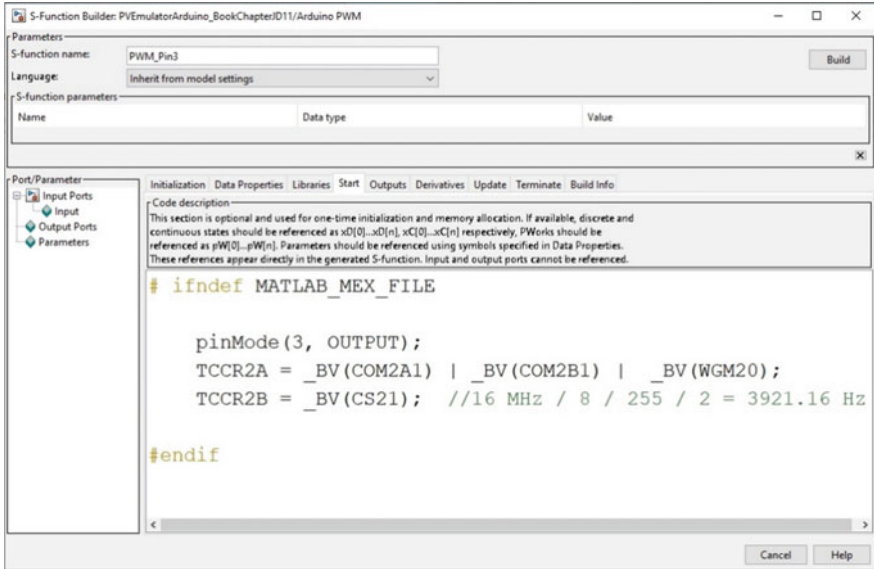 S-Function Builder: PVEmulatorArduino_BookChapterJD11/Arduino PWM
Parameters
S-function name: PWM_Pin3
Build
Language: Inherit from model settings
S-function parameters
Name Data type Value
Port/Parameter
Input Ports
Input
Output Ports
Parameters
Initialization Data Properties Libraries Start Outputs Derivatives Update Terminate Build Info
Code description
This section is optional and used for one-time initialization and memory allocation. If available, discrete and
continuous states should be referenced as xD[0]...xD[n], xC[0]...xC[n] respectively, PWorks should be
referenced as pW[0]...pW[n]. Parameters should be referenced using symbols specified in Data Properties.
These references appear directly in the generated S-function. Input and output ports cannot be referenced.
# ifndef MATLAB_MEX_FILE
pinMode(3, OUTPUT);
TCCR2A = _BV(COM2A1) | _BV(COM2B1) | _BV(WGM20);
TCCR2B = _BV(CS21); //16 MHz / 8 / 255 / 2 = 3921.16 Hz
#endif
Cancel Help